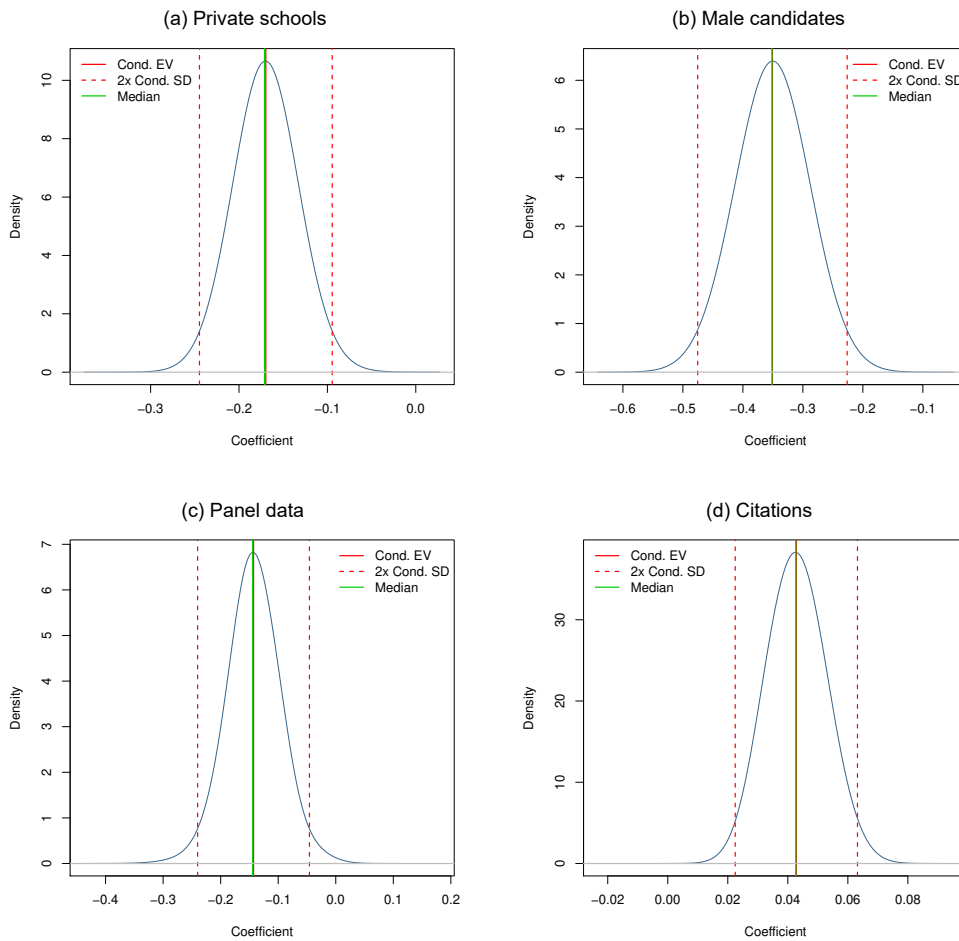 (a) Private schools
Cond. EV
2x Cond. SD
Median
Density
0
2
4
6
8
10
−0.3
−0.2
−0.1
0.0
Coefficient
(b) Male candidates
Cond. EV
2x Cond. SD
Median
Density
0
1
2
3
4
5
6
−0.6
−0.5
−0.4
−0.3
−0.2
−0.1
Coefficient
(c) Panel data
Cond. EV
2x Cond. SD
Median
Density
0
1
2
3
4
5
6
7
−0.4
−0.3
−0.2
−0.1
0.0
0.1
0.2
Coefficient
(d) Citations
Cond. EV
2x Cond. SD
Median
Density
0
10
20
30
−0.02
0.00
0.02
0.04
0.06
0.08
Coefficient